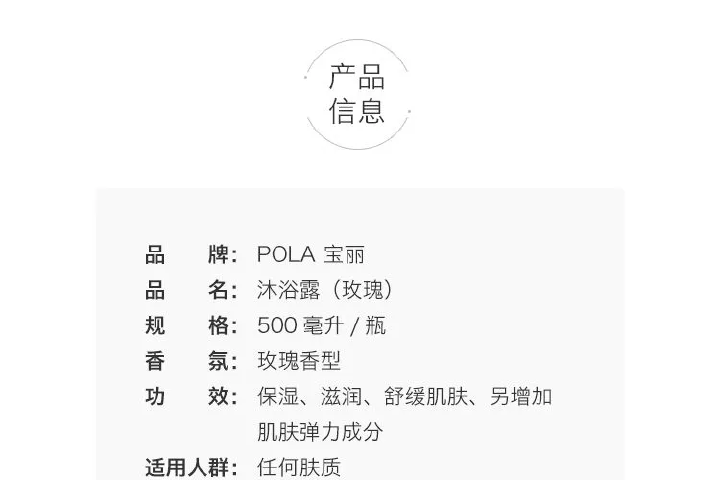 产品
信息
品 牌： POLA 宝丽
品 名： 沐浴露（玫瑰）
规 格： 500 毫升 / 瓶
香 氛： 玫瑰香型
功 效： 保湿、滋润、舒缓肌肤、另增加
肌肤弹力成分
适用人群： 任何肤质